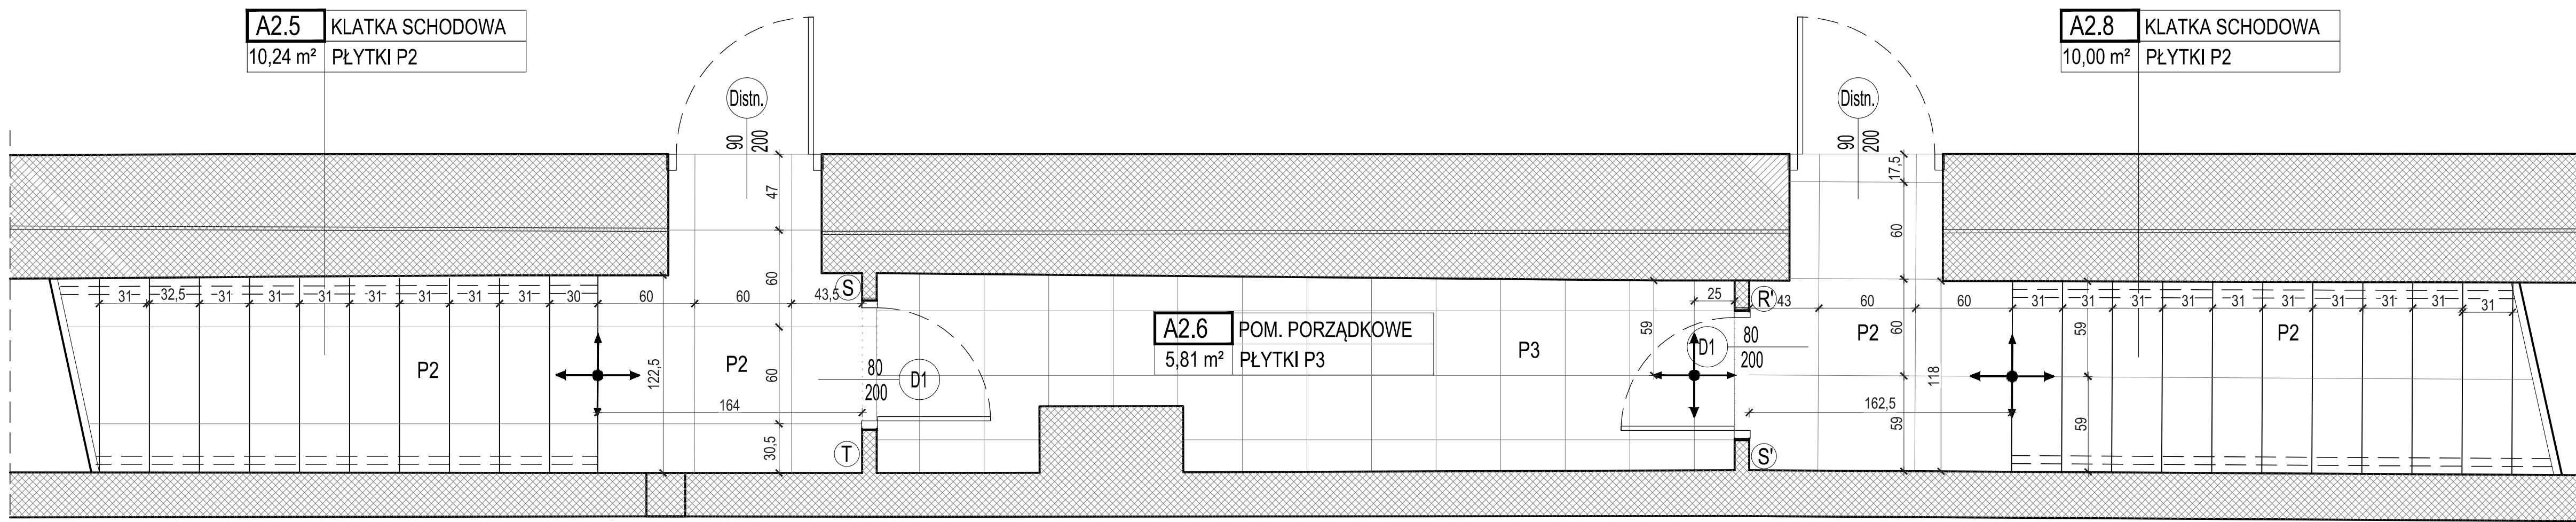 A2.5 KLATKA SCHODOWA
10,24 m² PŁYTKI P2
A2.8 KLATKA SCHODOWA
10,00 m² PŁYTKI P2
Distn.
90
200
Distn.
90
200
47
17,5
60
60
31 32,5 31 31 31 31 31 31 31 30 60 60 43,5
S
25
R'
43 60 60 31 31 31 31 31 31 31 31 31 31
A2.6 POM. PORZĄDKOWE
5,81 m² PŁYTKI P3
59
60
59
P2
122,5
P2
60
80
200
D1
P3
D1
80
200
P2
118
P2
164
162,5
30,5
T
S'
59
59